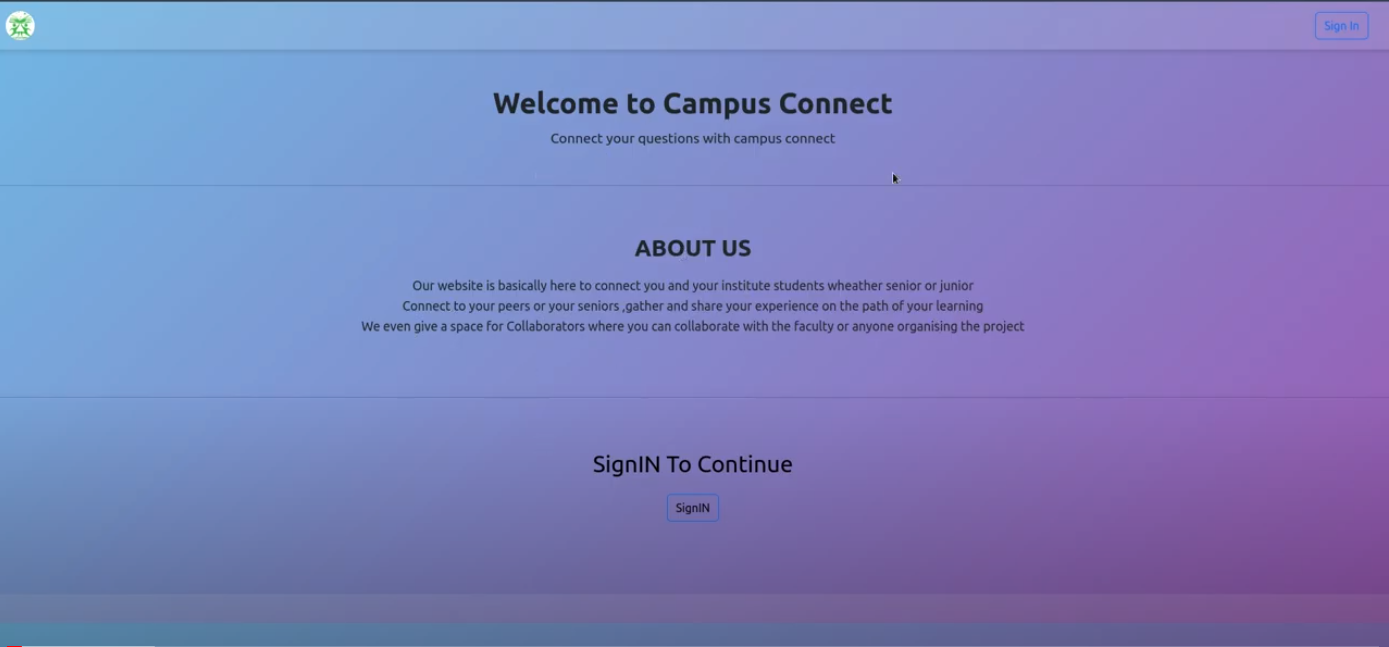 Sign In
Welcome to Campus Connect
Connect your questions with campus connect
ABOUT US
Our website is basically here to connect you and your institute students wheather senior or junior
Connect to your peers or your seniors ,gather and share your experience on the path of your learning
We even give a space for Collaborators where you can collaborate with the faculty or anyone organising the project
SignIN To Continue
SignIN